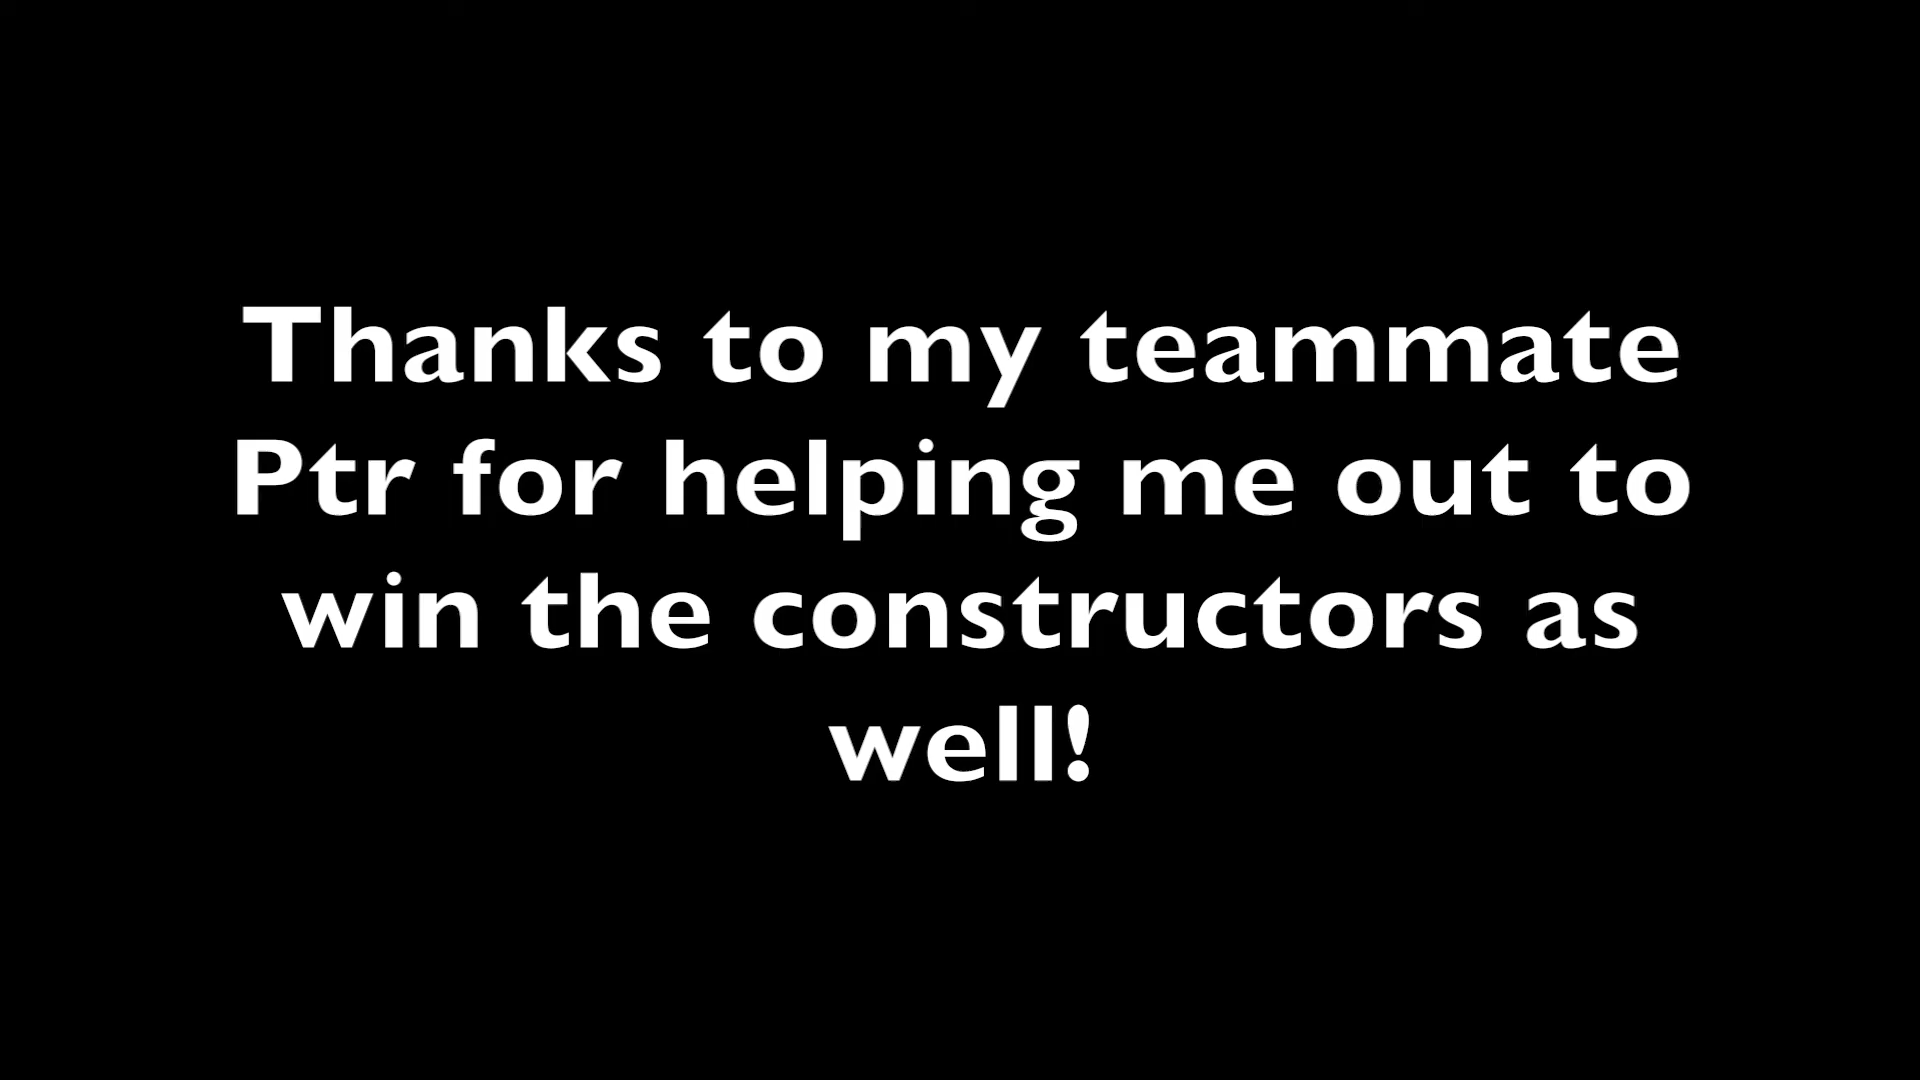 Thanks to my teammate
Ptr for helping me out to
win the constructors as
well!